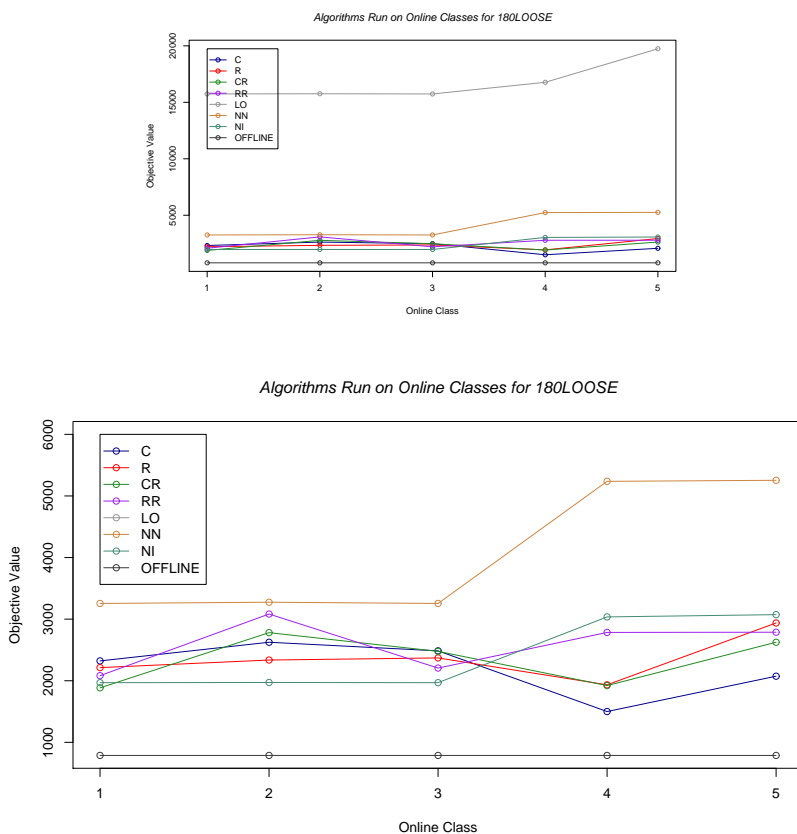 Algorithms Run on Online Classes for 180LOOSE
Objective Value
20000
15000
5000
C
R
CR
RR
LO
NN
NI
OFFLINE
1 2 3 4 5
Online Class
Algorithms Run on Online Classes for 180LOOSE
Objective Value
6000
5000
4000
3000
2000
1000
C
R
CR
RR
LO
NN
NI
OFFLINE
1 2 3 4 5
Online Class